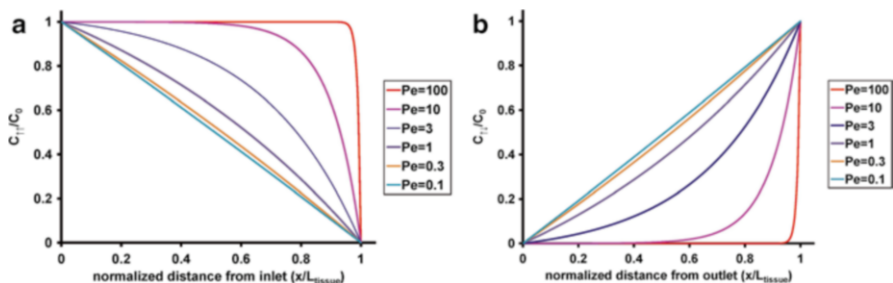 a
C↑↑/C0
1
0.8
0.6
0.4
0.2
0
0
0.2
0.4
0.6
0.8
1
normalized distance from inlet (x/Ltissue)
Pe=100
Pe=10
Pe=3
Pe=1
Pe=0.3
Pe=0.1
b
C↑↓/C0
1
0.8
0.6
0.4
0.2
0
0
0.2
0.4
0.6
0.8
1
normalized distance from outlet (x/Ltissue)
Pe=100
Pe=10
Pe=3
Pe=1
Pe=0.3
Pe=0.1